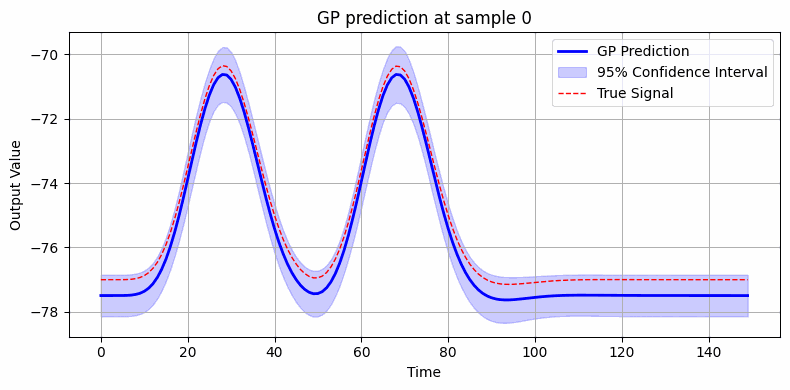 GP prediction at sample 0
GP Prediction
95% Confidence Interval
True Signal
Output Value
−70
−72
−74
−76
−78
0 20 40 60 80 100 120 140
Time